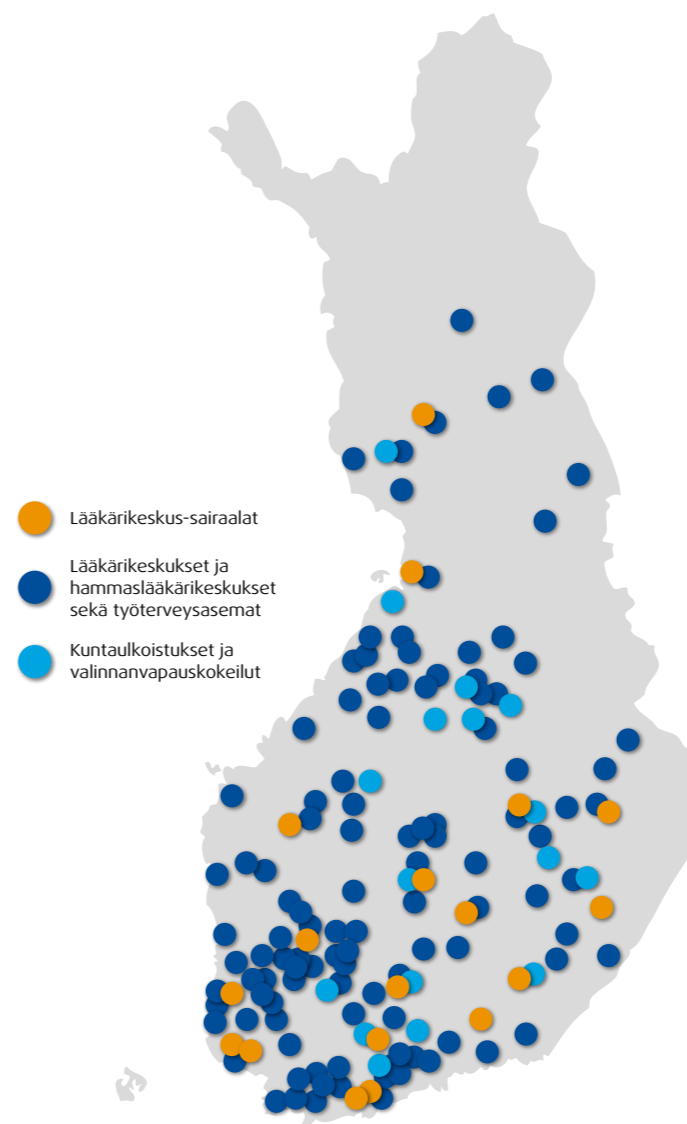 Lääkärikeskus-sairaalat
Lääkärikeskukset ja
hammaslääkärikeskukset
sekä työterveysasemat
Kuntaulkoistukset ja
valinnanvapauskokeilut